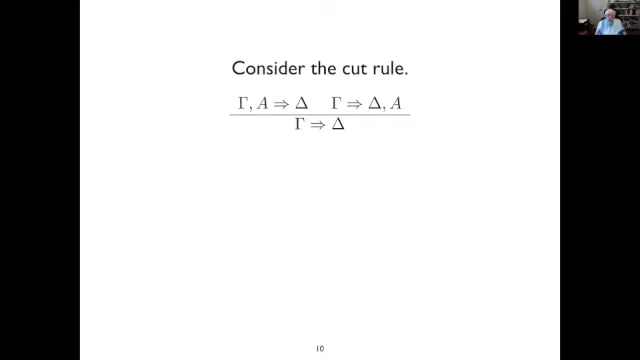 Consider the cut rule.
Γ, A ⇒ Δ Γ ⇒ Δ, A
Γ ⇒ Δ
10